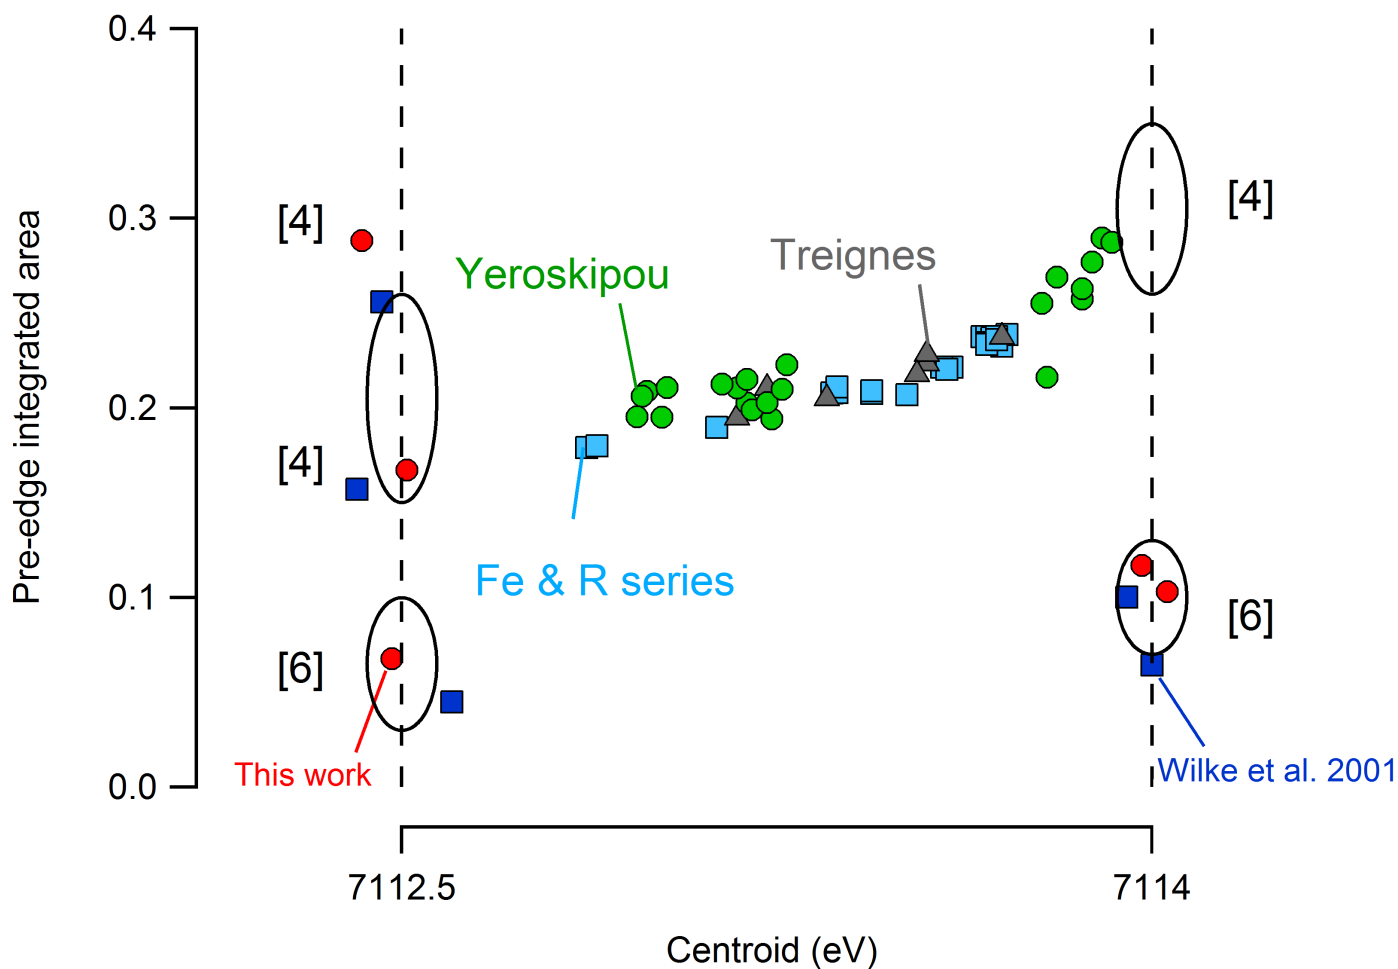 0.4
0.3
0.2
0.1
0.0
Pre-edge integrated area
[4]
[4]
[6]
[4]
[6]
Yeroskipou
Treignes
Fe & R series
This work
Wilke et al. 2001
7112.5
7114
Centroid (eV)